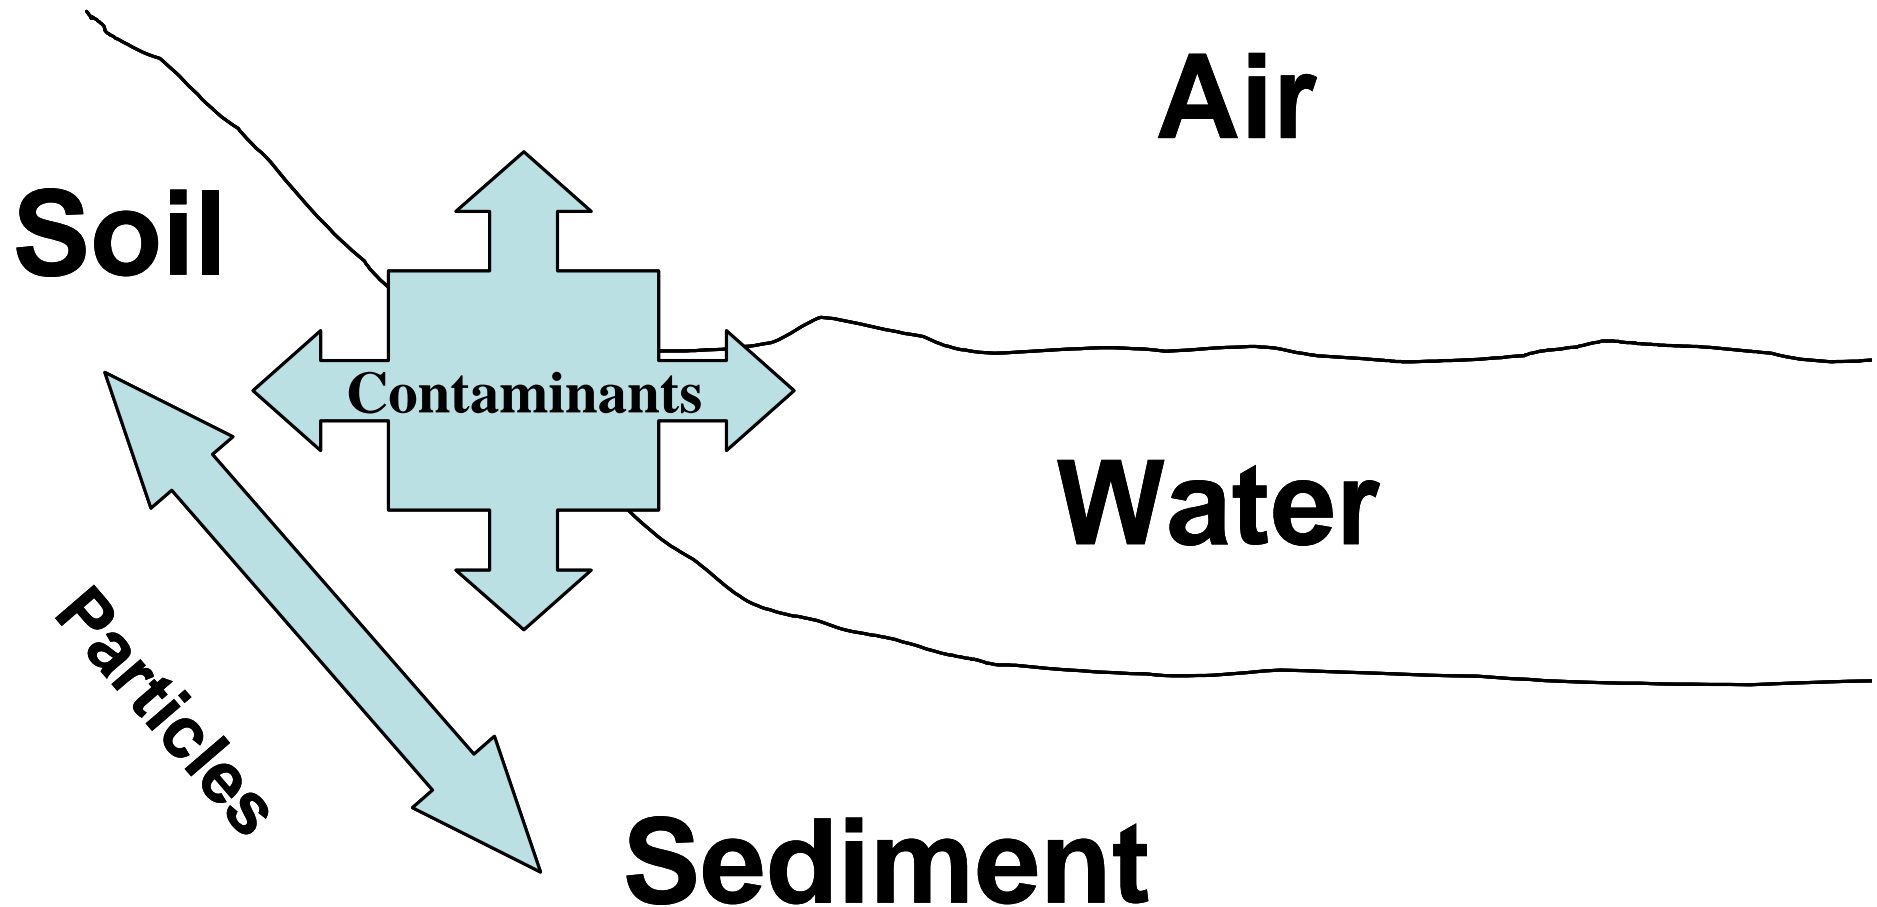 Air
Soil
Contaminants
Water
Particles
Sediment